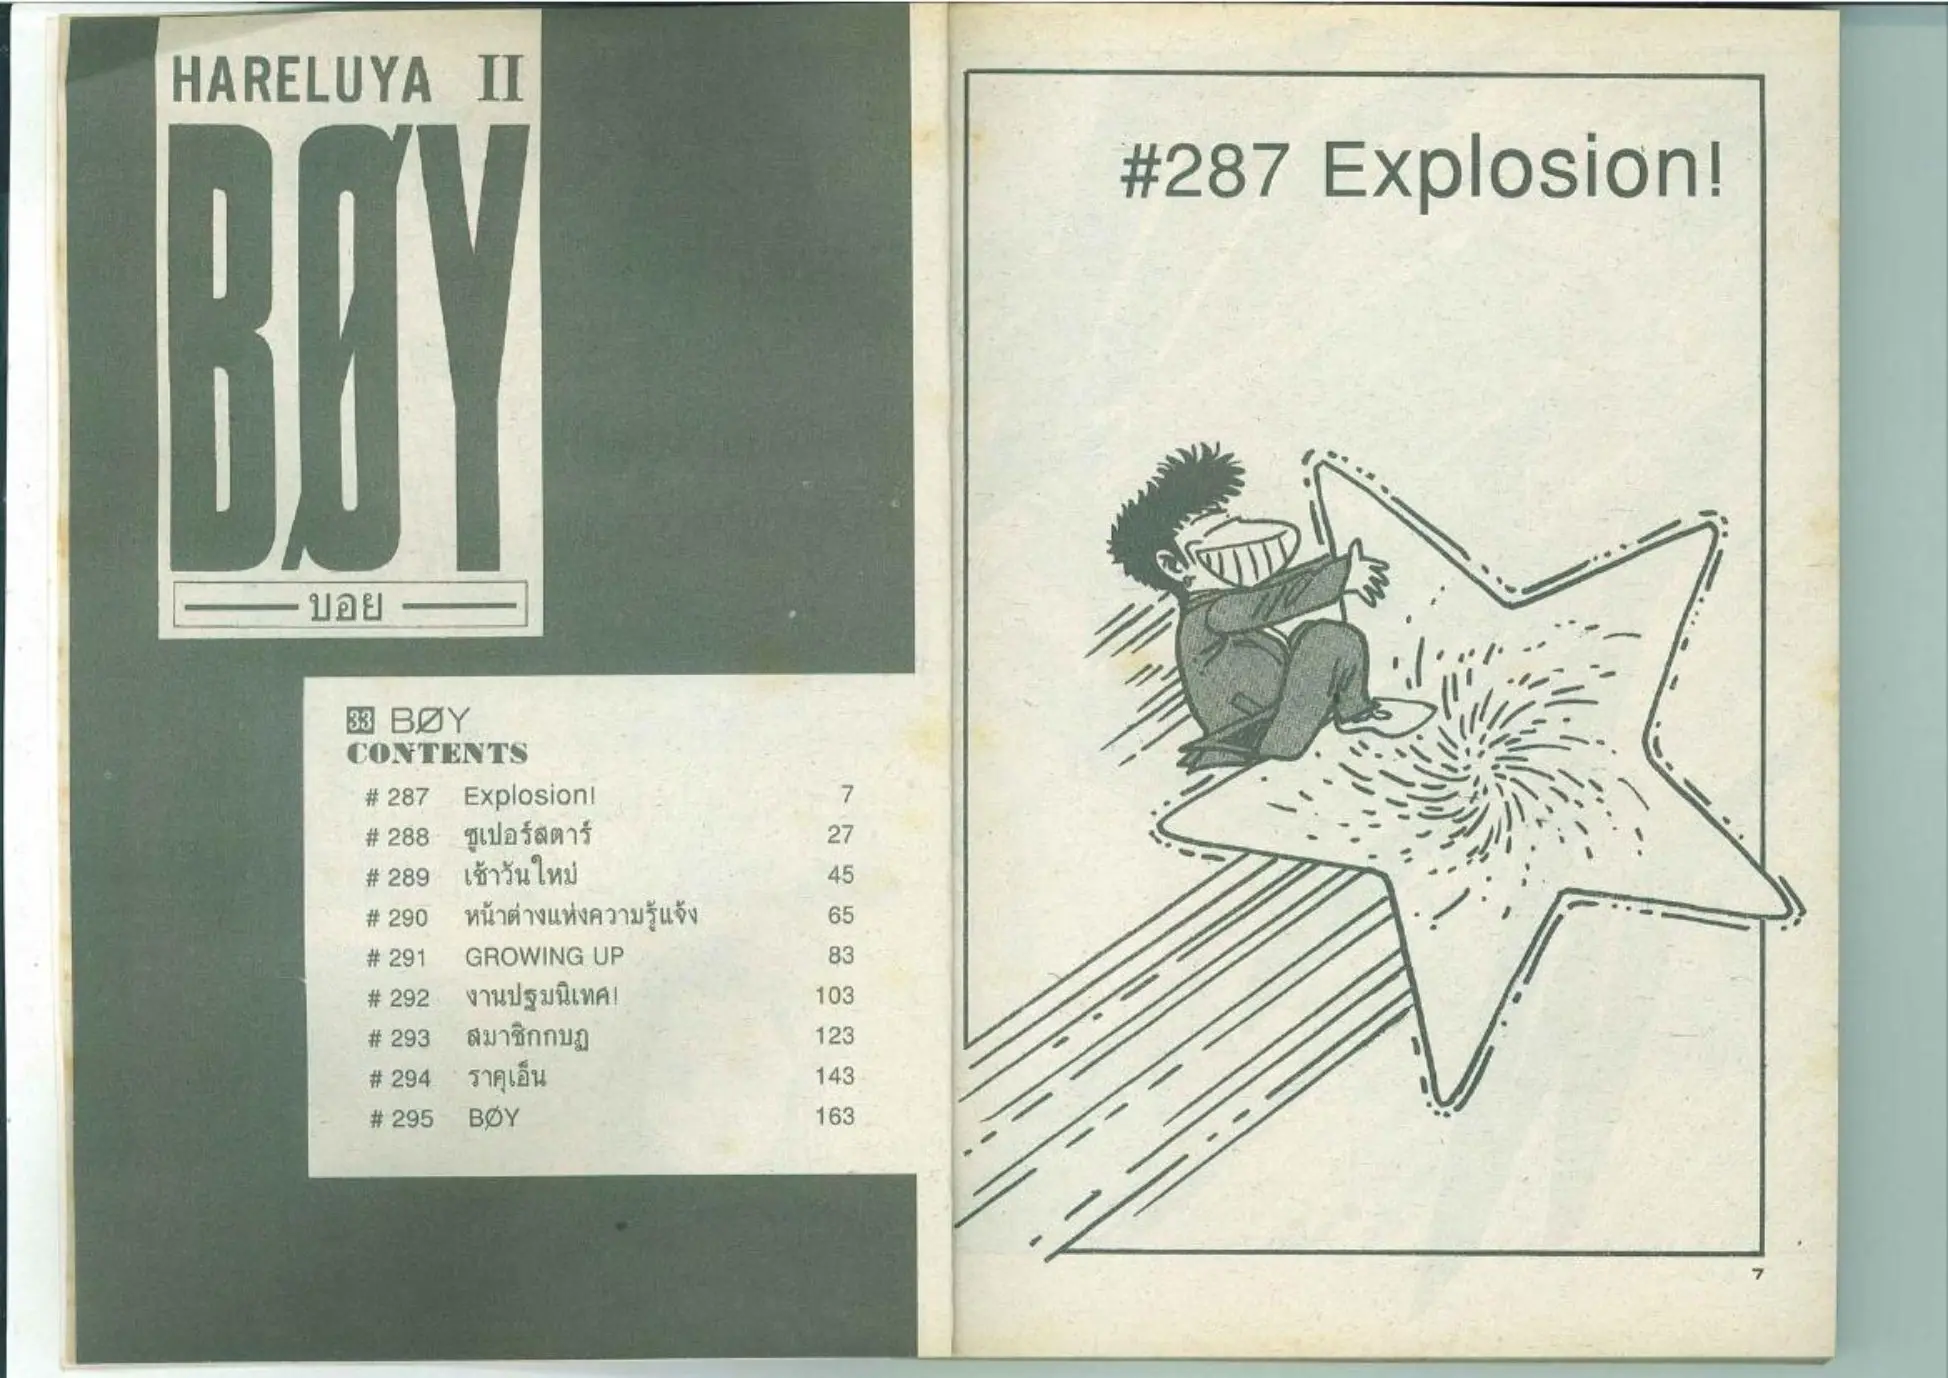 HARELUYA II
BØY
บอย
33 BØY
CONTENTS
# 287 Explosion! 7
# 288 ซูเปอร์สตาร์ 27
# 289 เช้าวันใหม่ 45
# 290 หน้าต่างแห่งความรู้แจ้ง 65
# 291 GROWING UP 83
# 292 งานปฐมนิเทศ! 103
# 293 สมาชิกกบฏ 123
# 294 ราคุเอ็น 143
# 295 BØY 163
#287 Explosion!
7